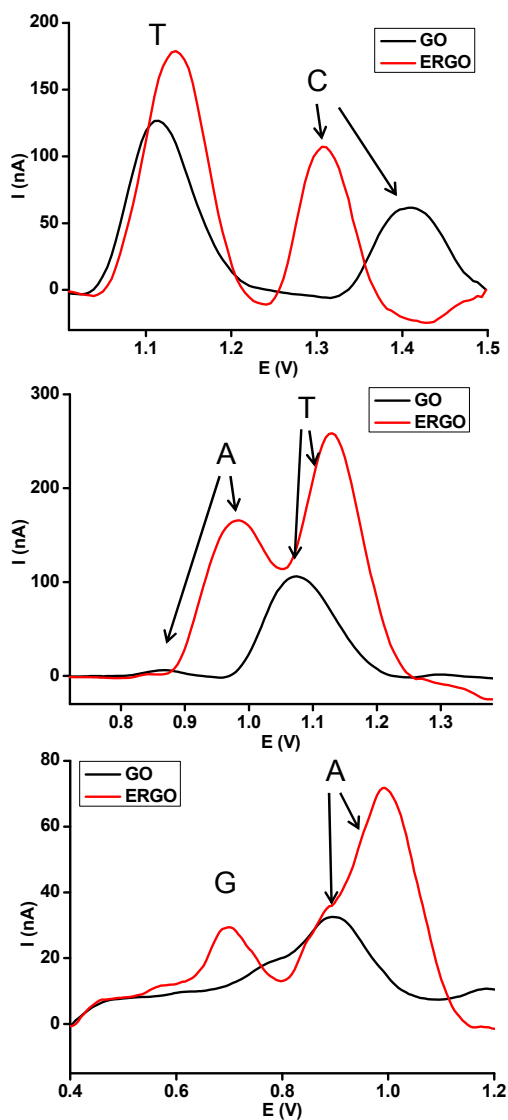 200
150
100
50
0
I (nA)
T
C
GO
ERGO
1.1 1.2 1.3 1.4 1.5
E (V)
300
200
100
0
I (nA)
A
T
GO
ERGO
0.8 0.9 1.0 1.1 1.2 1.3
E (V)
80
60
40
20
0
I (nA)
GO
ERGO
G
A
0.4 0.6 0.8 1.0 1.2
E (V)